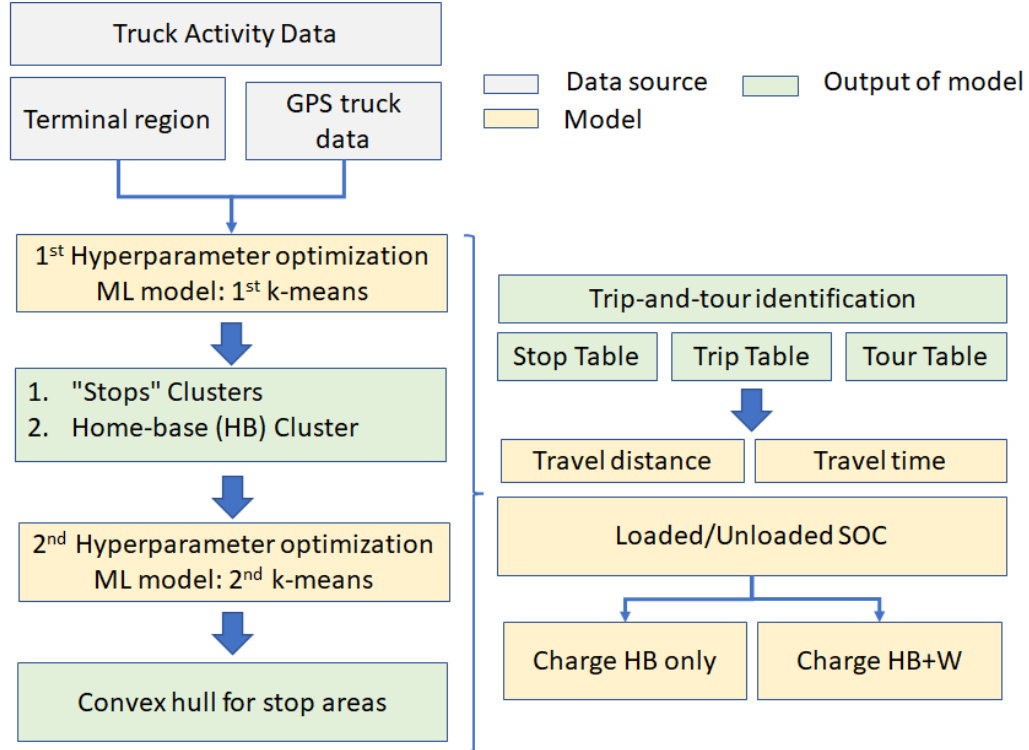 Truck Activity Data
Terminal region
GPS truck
data
Data source
Output of model
Model
1st Hyperparameter optimization
ML model: 1st k-means
1. "Stops" Clusters
2. Home-base (HB) Cluster
2nd Hyperparameter optimization
ML model: 2nd k-means
Convex hull for stop areas
Trip-and-tour identification
Stop Table
Trip Table
Tour Table
Travel distance
Travel time
Loaded/Unloaded SOC
Charge HB only
Charge HB+W